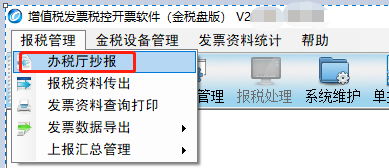 增值税发票税控开票软件（金税盘版） V2
报税管理 金税设备管理 发票资料统计 帮助
办税厅抄报
报税资料传出
发票资料查询打印
发票数据导出
上报汇总管理
管理 报税处理 系统维护 单